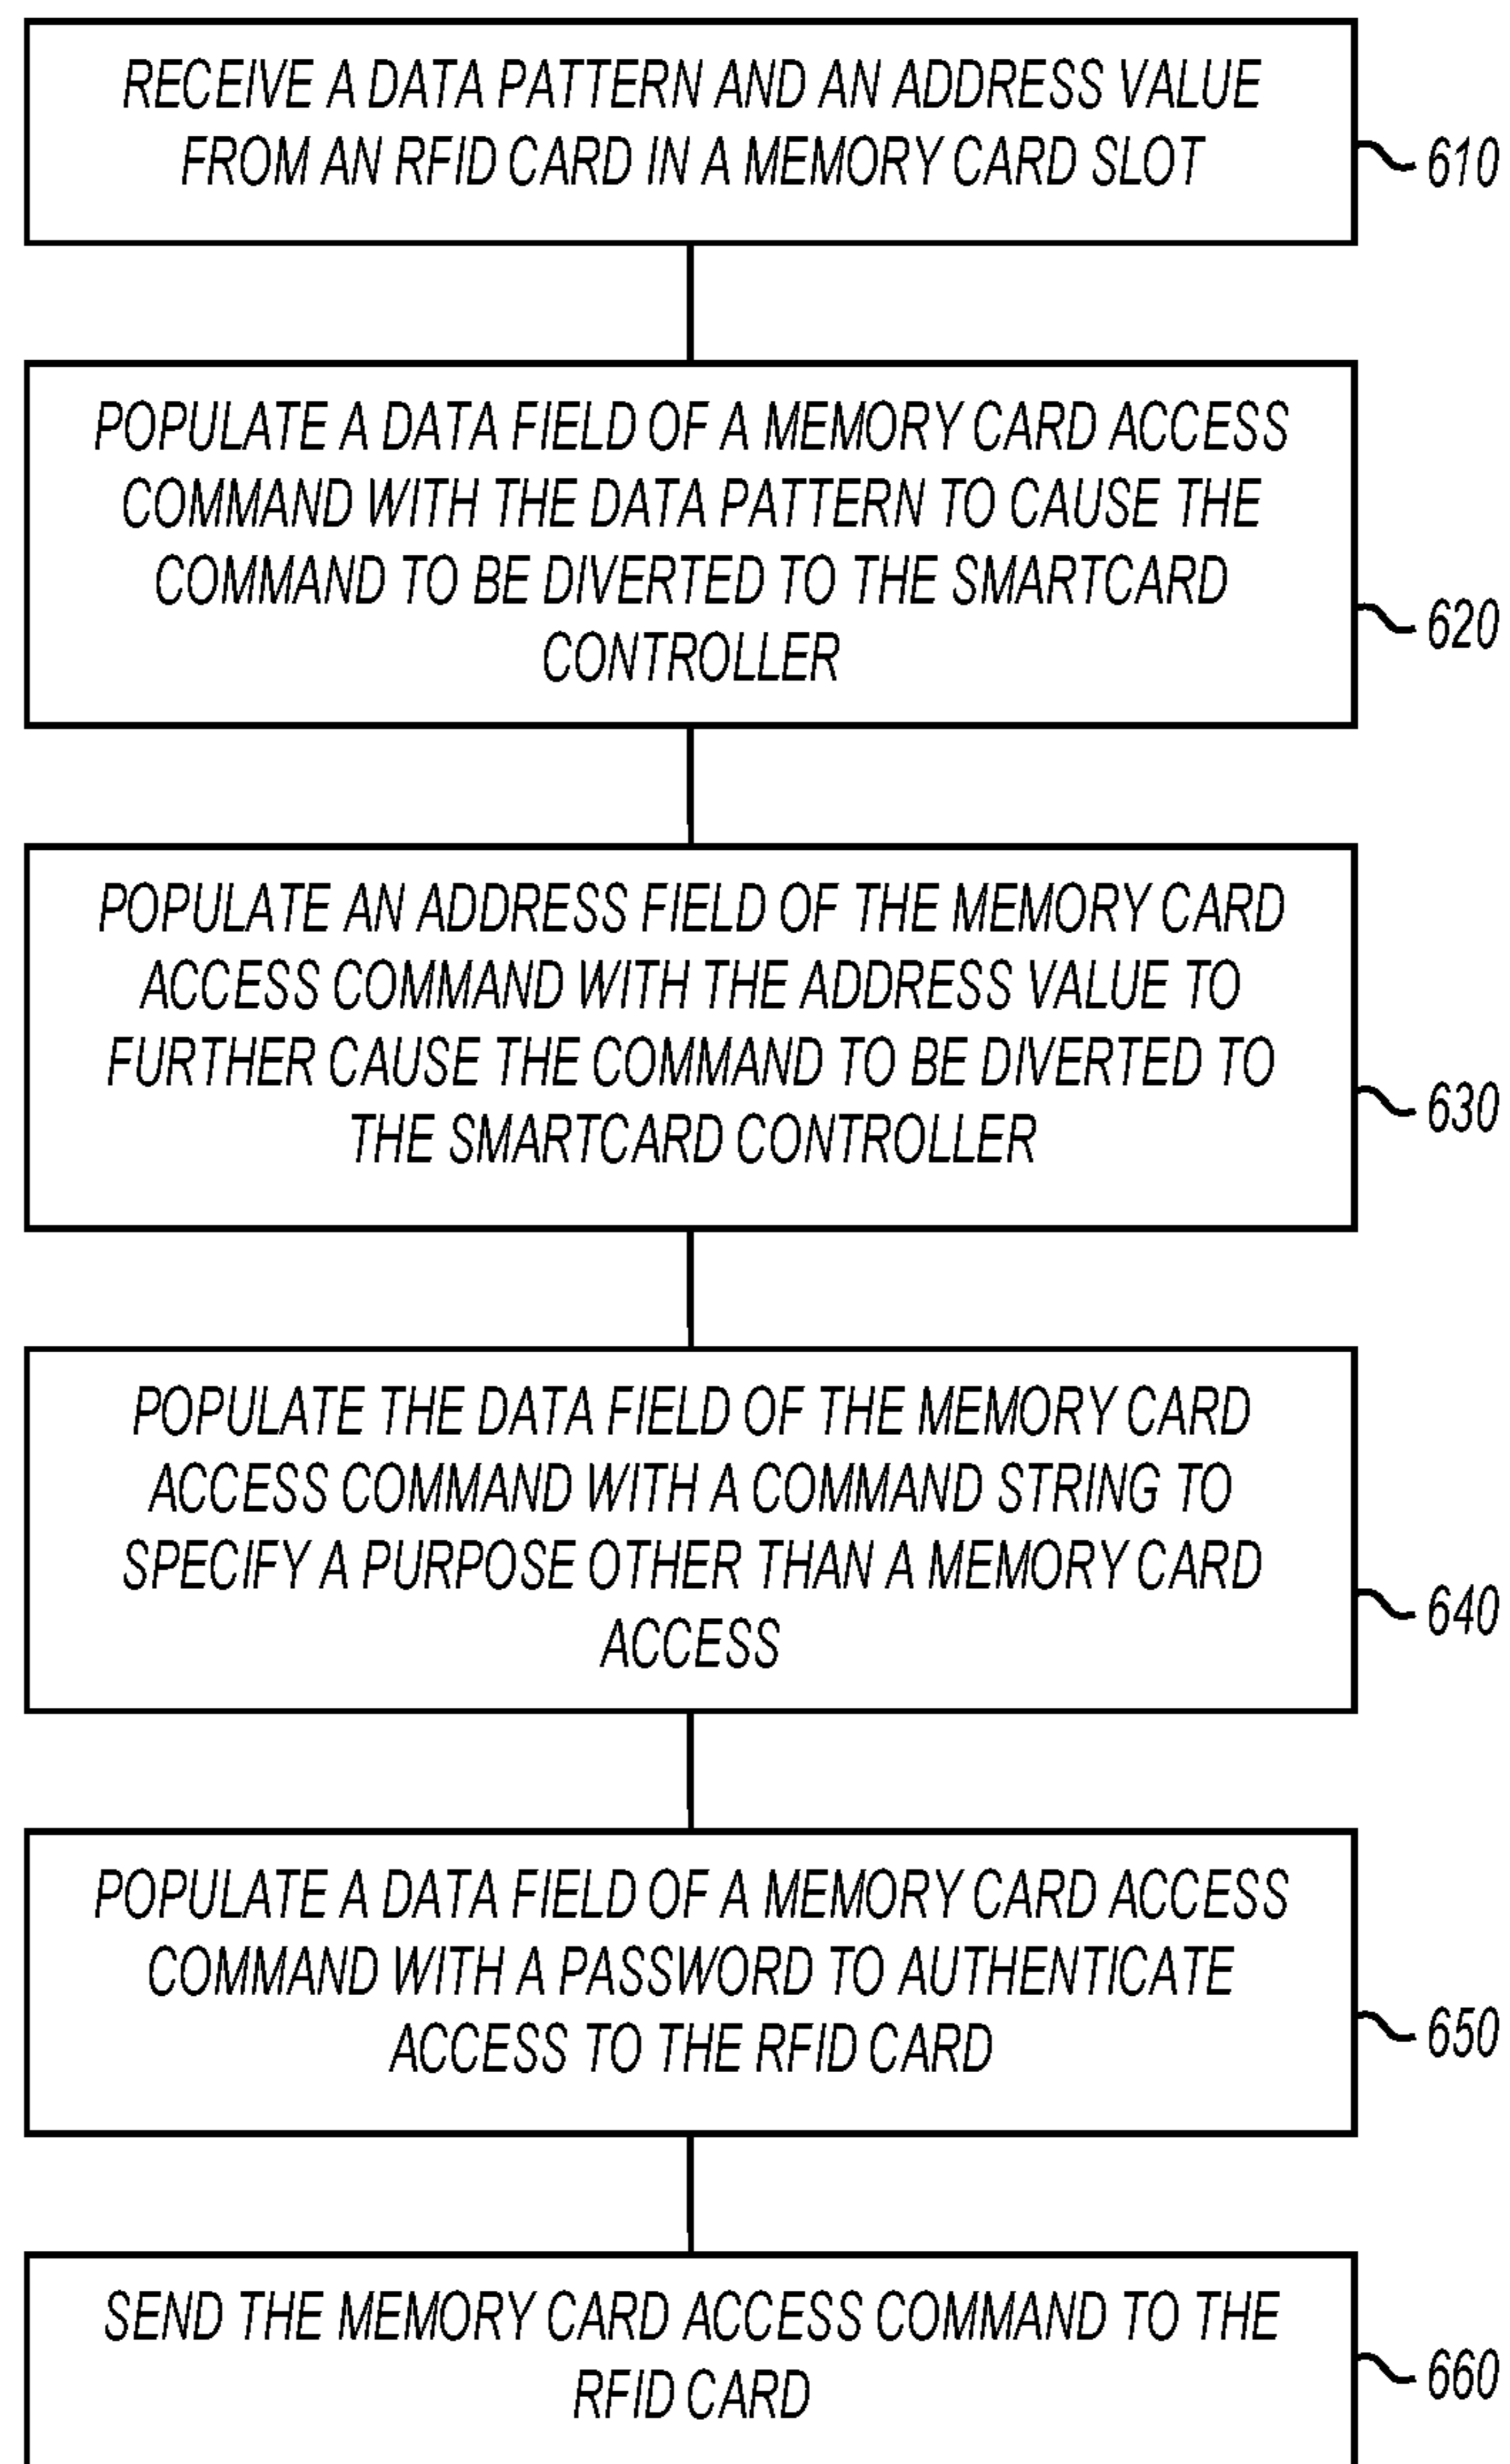 RECEIVE A DATA PATTERN AND AN ADDRESS VALUE
FROM AN RFID CARD IN A MEMORY CARD SLOT
610
POPULATE A DATA FIELD OF A MEMORY CARD ACCESS
COMMAND WITH THE DATA PATTERN TO CAUSE THE
COMMAND TO BE DIVERTED TO THE SMARTCARD
CONTROLLER
620
POPULATE AN ADDRESS FIELD OF THE MEMORY CARD
ACCESS COMMAND WITH THE ADDRESS VALUE TO
FURTHER CAUSE THE COMMAND TO BE DIVERTED TO
THE SMARTCARD CONTROLLER
630
POPULATE THE DATA FIELD OF THE MEMORY CARD
ACCESS COMMAND WITH A COMMAND STRING TO
SPECIFY A PURPOSE OTHER THAN A MEMORY CARD
ACCESS
640
POPULATE A DATA FIELD OF A MEMORY CARD ACCESS
COMMAND WITH A PASSWORD TO AUTHENTICATE
ACCESS TO THE RFID CARD
650
SEND THE MEMORY CARD ACCESS COMMAND TO THE
RFID CARD
660